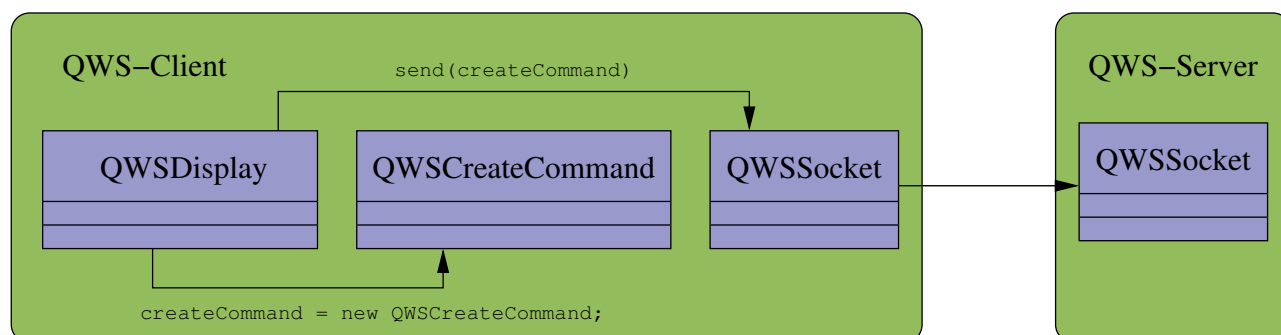 QWS−Client
send(createCommand)
QWSDisplay
QWSCreateCommand
QWSSocket
createCommand = new QWSCreateCommand;
QWS−Server
QWSSocket